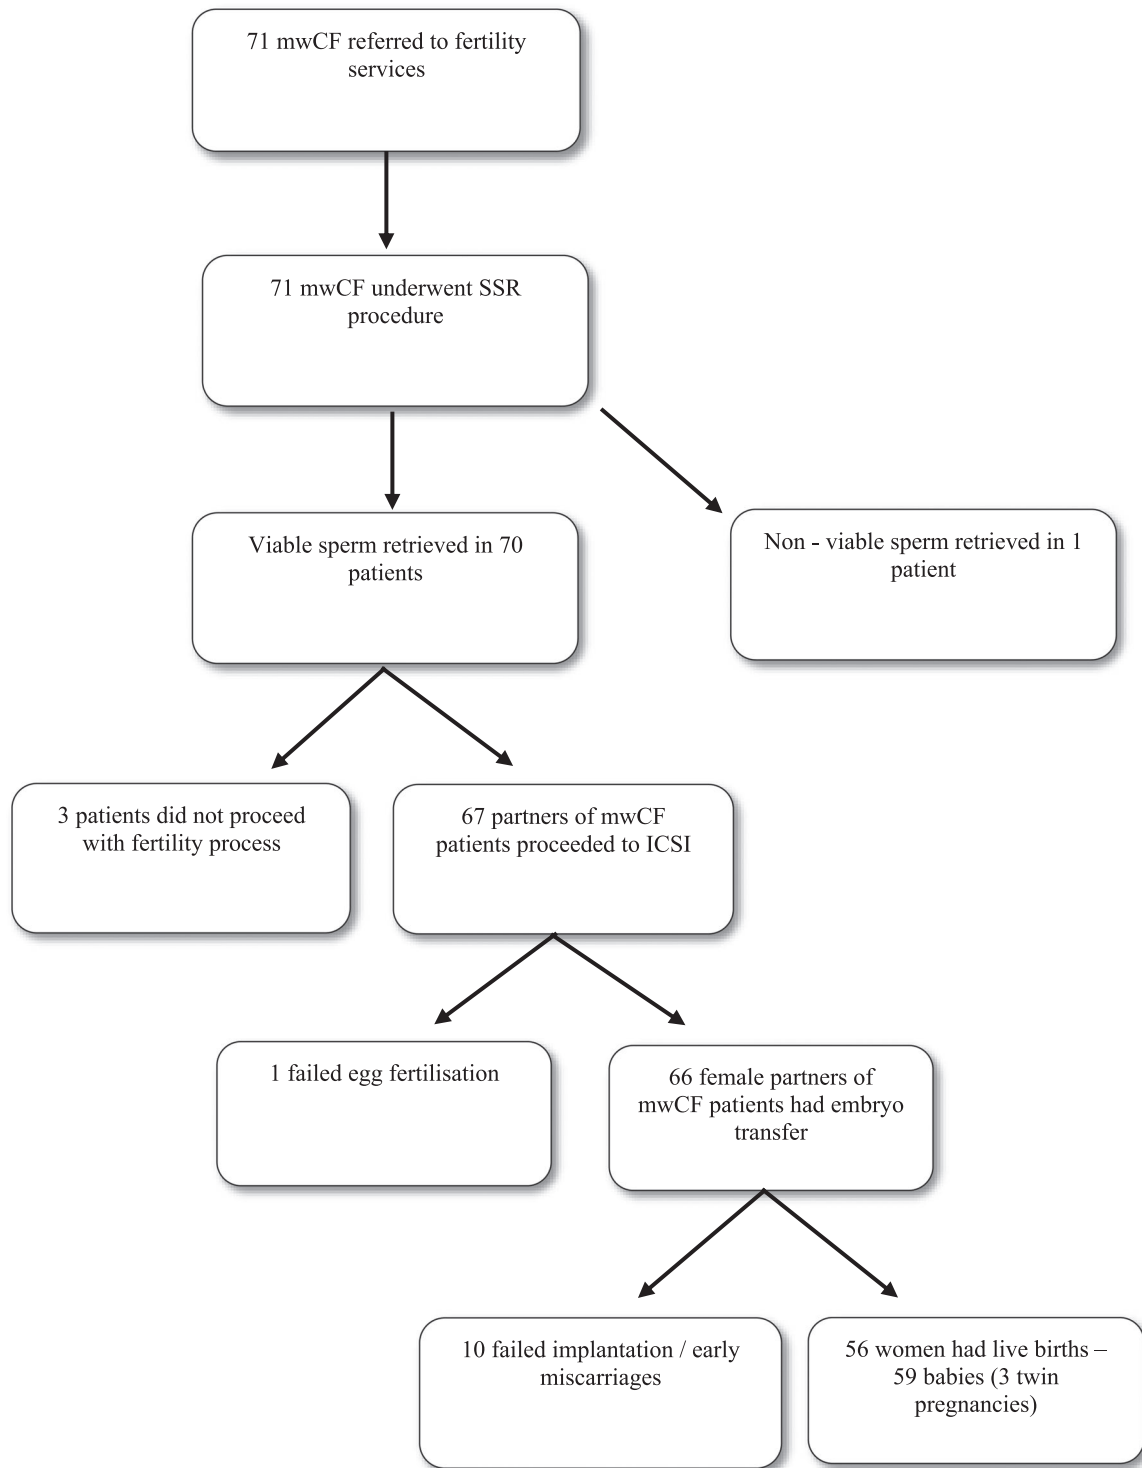 71 mwCF referred to fertility
services
71 mwCF underwent SSR
procedure
Viable sperm retrieved in 70
patients
Non - viable sperm retrieved in 1
patient
3 patients did not proceed
with fertility process
67 partners of mwCF
patients proceeded to ICSI
1 failed egg fertilisation
66 female partners of
mwCF patients had embryo
transfer
10 failed implantation / early
miscarriages
56 women had live births –
59 babies (3 twin
pregnancies)